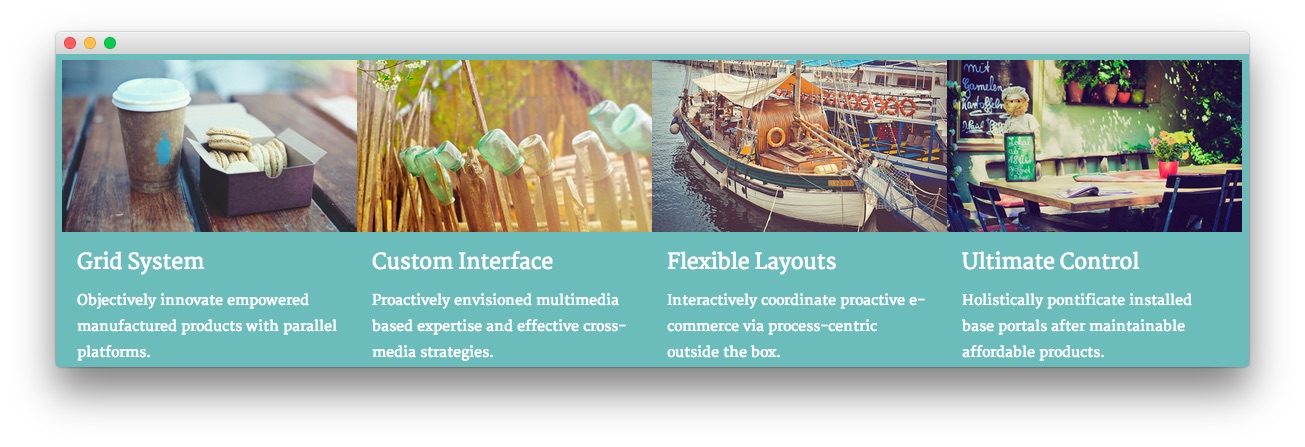 mit
Gamelen
Grid System
Objectively innovate empowered
manufactured products with parallel
platforms.
Custom Interface
Proactively envisioned multimedia
based expertise and effective cross-
media strategies.
Flexible Layouts
Interactively coordinate proactive e-
commerce via process-centric
outside the box.
Ultimate Control
Holistically pontificate installed
base portals after maintainable
affordable products.